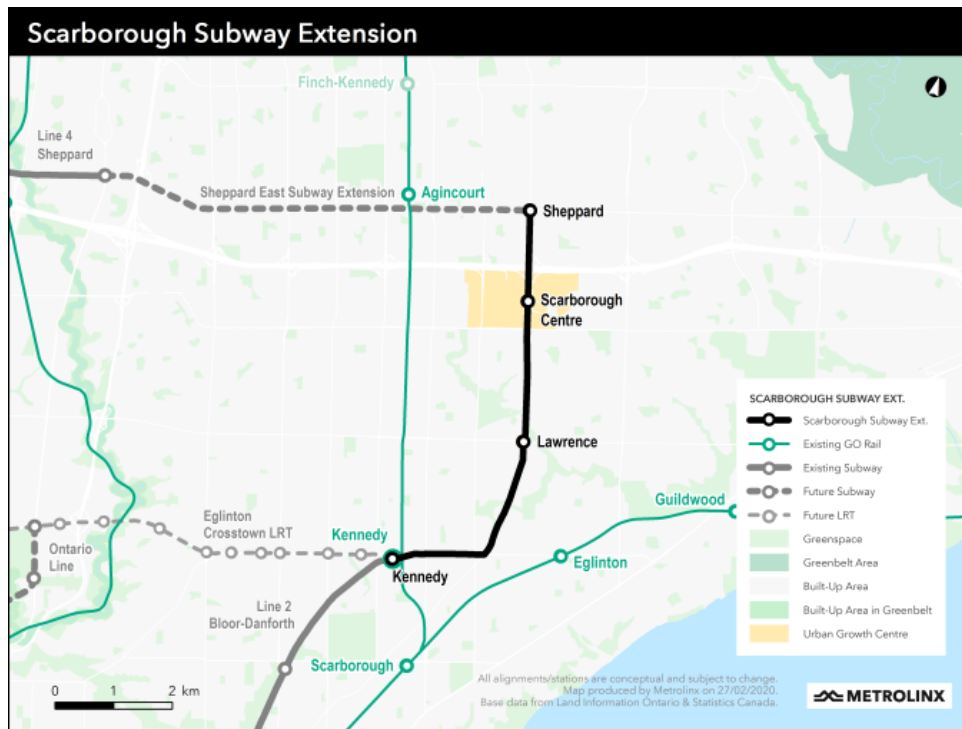 Scarborough Subway Extension
Finch-Kennedy
Line 4
Sheppard
Sheppard East Subway Extension
Agincourt
Sheppard
Scarborough
Centre
Lawrence
Guildwood
Eglinton
Crosstown LRT
Kennedy
Kennedy
Eglinton
Ontario
Line
Line 2
Bloor-Danforth
Scarborough
SCARBOROUGH SUBWAY EXT.
Scarborough Subway Ext.
Existing GO Rail
Existing Subway
Future Subway
Future LRT
Greenspace
Greenbelt Area
Built-Up Area
Built-Up Area in Greenbelt
Urban Growth Centre
0 1 2 km
All alignments/stations are conceptual and subject to change.
Map produced by Metrolinx on 27/02/2020.
Base data from Land Information Ontario & Statistics Canada.
METROLINX